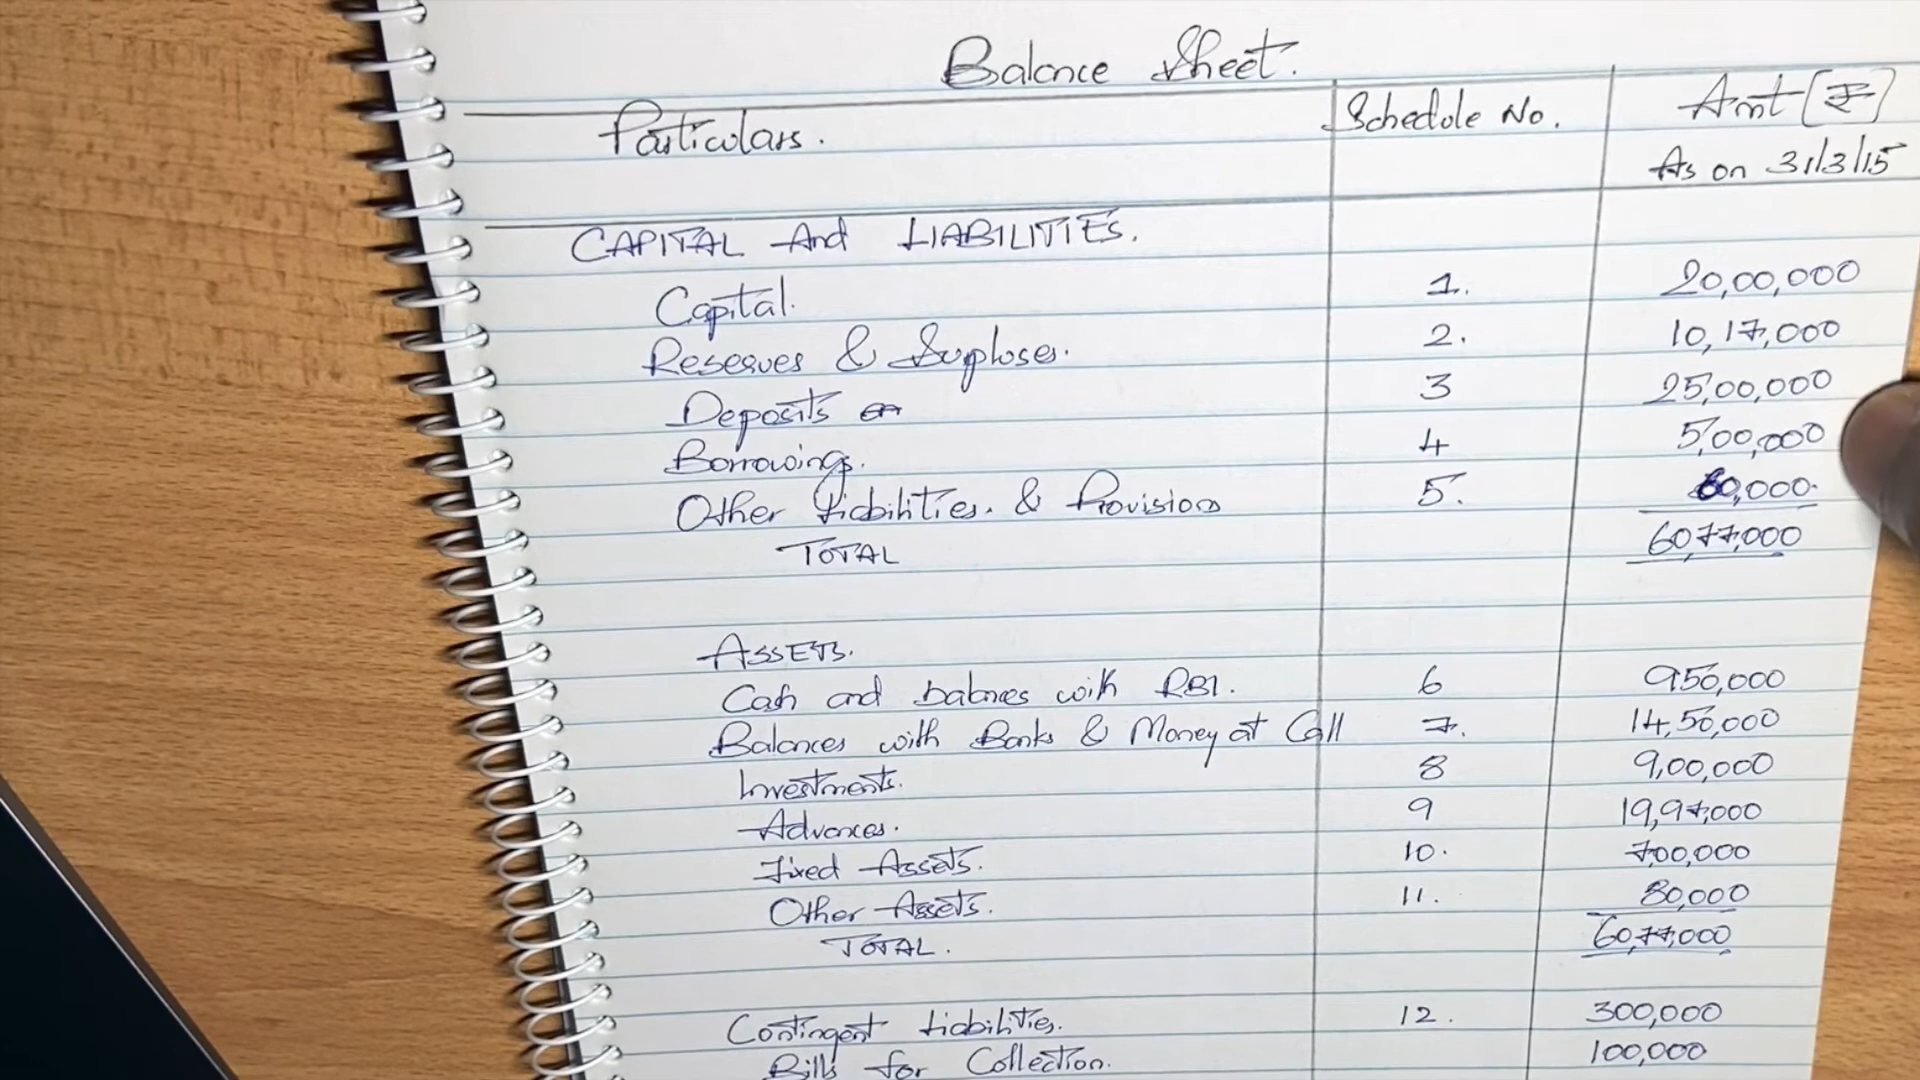 Balance Sheet.
Particulars. Schedule No. Amt [₹]
As on 31/3/15
CAPITAL And LIABILITIES.
Capital. 1. 20,00,000
Reserves & Surpluses. 2. 10,17,000
Deposits 3 25,00,000
Borrowings. 4 5,00,000
Other Liabilities. & Provision 5. 60,000.
TOTAL 60,77,000
ASSETS.
Cash and balances with RBI. 6 950,000
Balances with Banks & Money at Call 7. 14,50,000
Investments. 8 9,00,000
Advances. 9 19,97,000
Fixed Assets. 10. 700,000
Other Assets. 11. 80,000
TOTAL. 60,77,000
Contingent Liabilities. 12. 300,000
Bills for Collection. 100,000